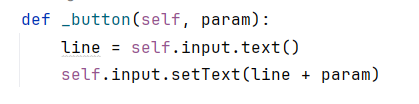 def _button(self, param):
    line = self.input.text()
    self.input.setText(line + param)